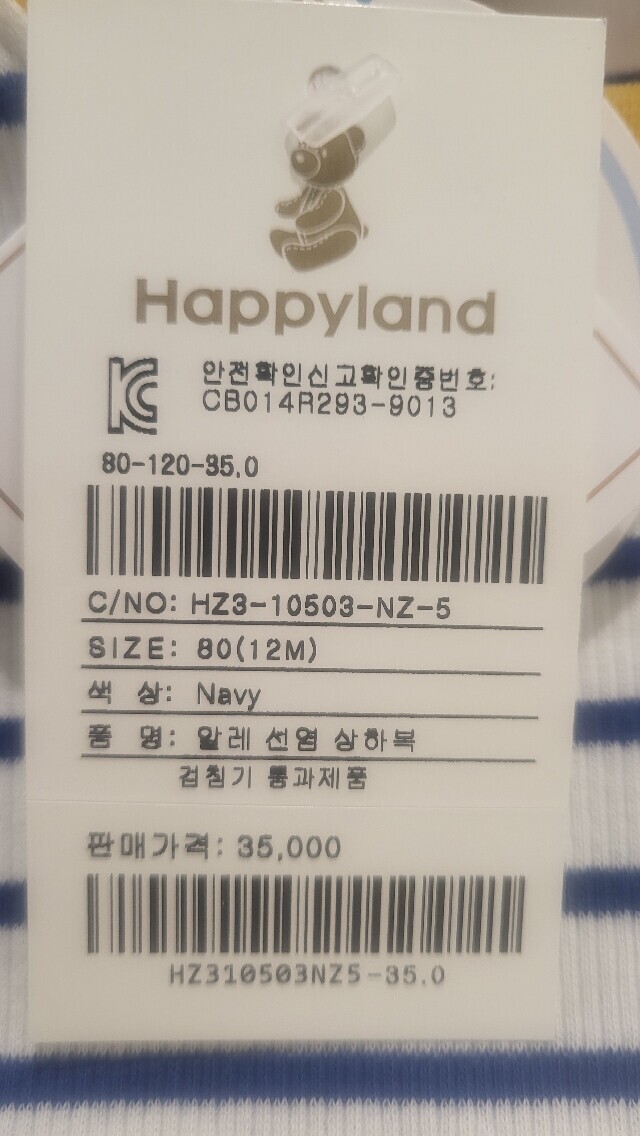 Happyland
안전확인신고확인증번호:
CB014R293-9013
80-120-35.0
C/NO: HZ3-10503-NZ-5
SIZE: 80(12M)
색 상: Navy
품 명: 알레 선염 상하복
검침기 통과제품
판매가격: 35,000
HZ310503NZ5-35.0